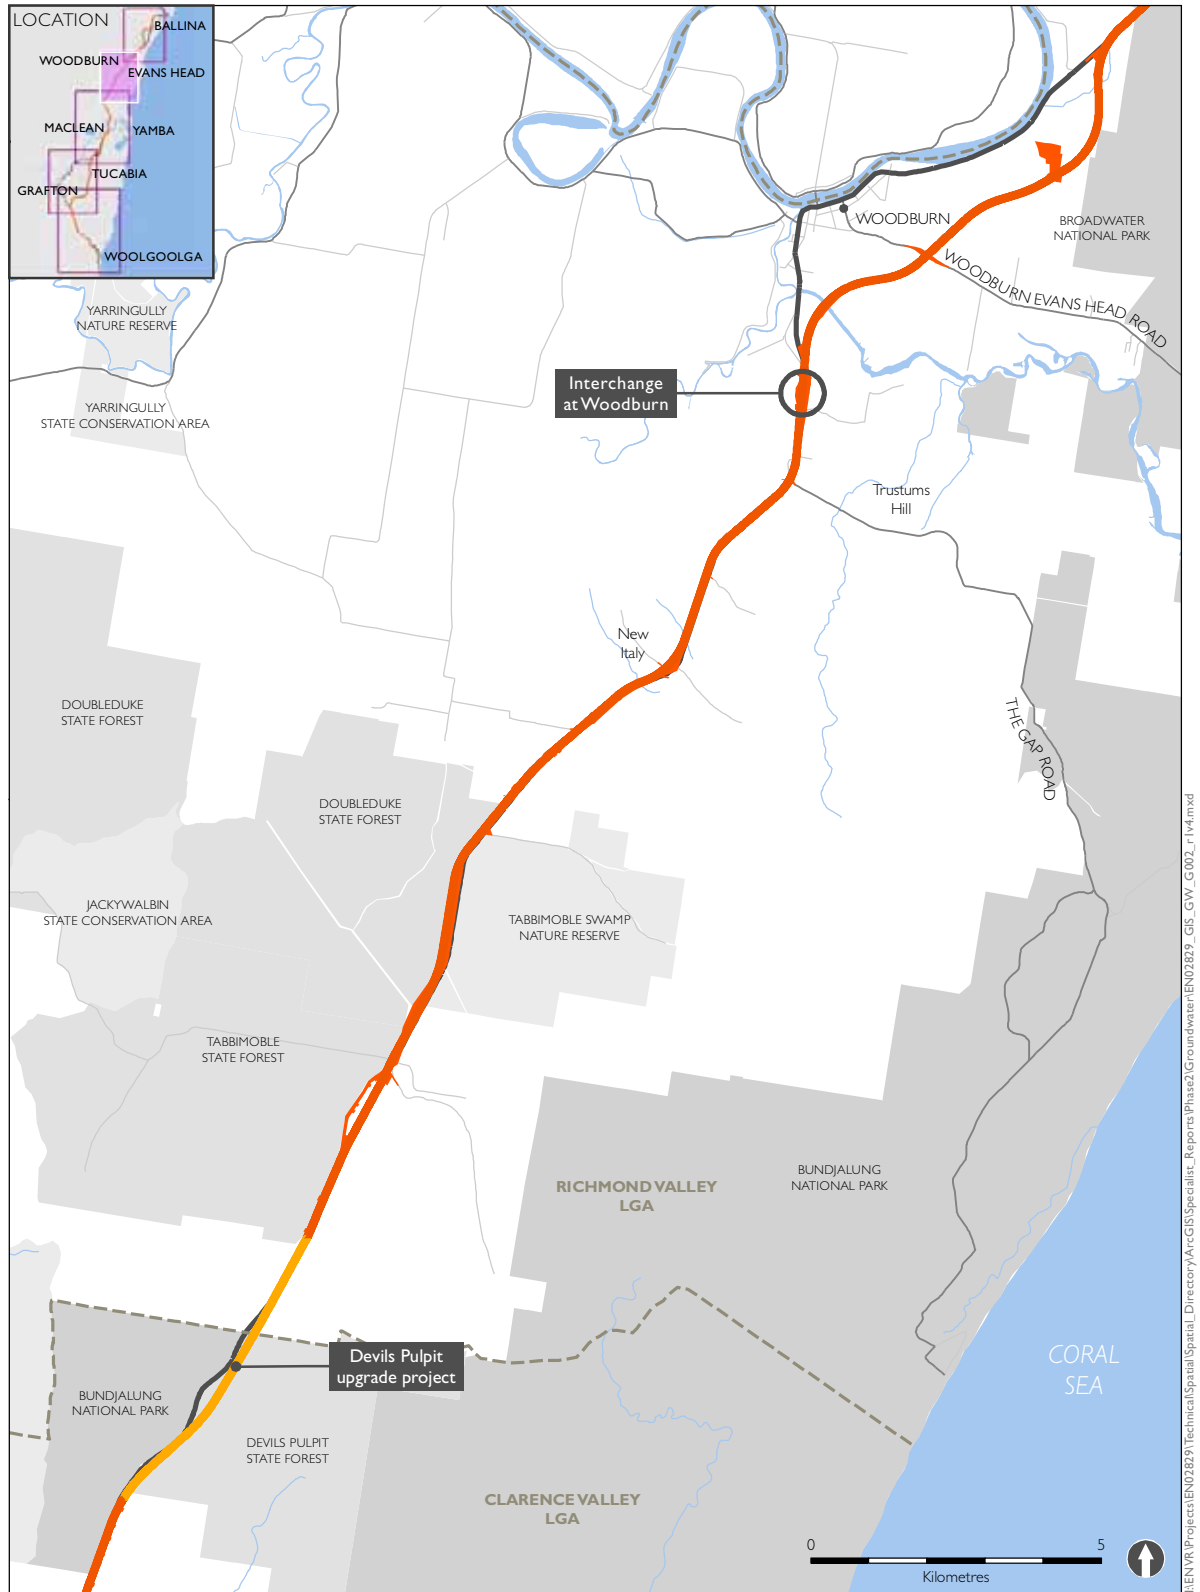 LOCATION
BALLINA
WOODBURN
EVANS HEAD
MACLEAN
YAMBA
TUCABIA
GRAFTON
WOOLGOOLGA
WOODBURN
BROADWATER
NATIONAL PARK
WOODBURN EVANS HEAD ROAD
YARRINGULLY
NATURE RESERVE
Interchange
at Woodburn
YARRINGULLY
STATE CONSERVATION AREA
Trustums
Hill
New
Italy
DOUBLEDUKE
STATE FOREST
THE GAP ROAD
DOUBLEDUKE
STATE FOREST
JACKYWALBIN
STATE CONSERVATION AREA
TABBIMOBLE SWAMP
NATURE RESERVE
TABBIMOBLE
STATE FOREST
BUNDJALUNG
NATIONAL PARK
RICHMOND VALLEY
LGA
Devils Pulpit
upgrade project
CORAL
SEA
BUNDJALUNG
NATIONAL PARK
DEVILS PULPIT
STATE FOREST
CLARENCE VALLEY
LGA
0 5
Kilometres